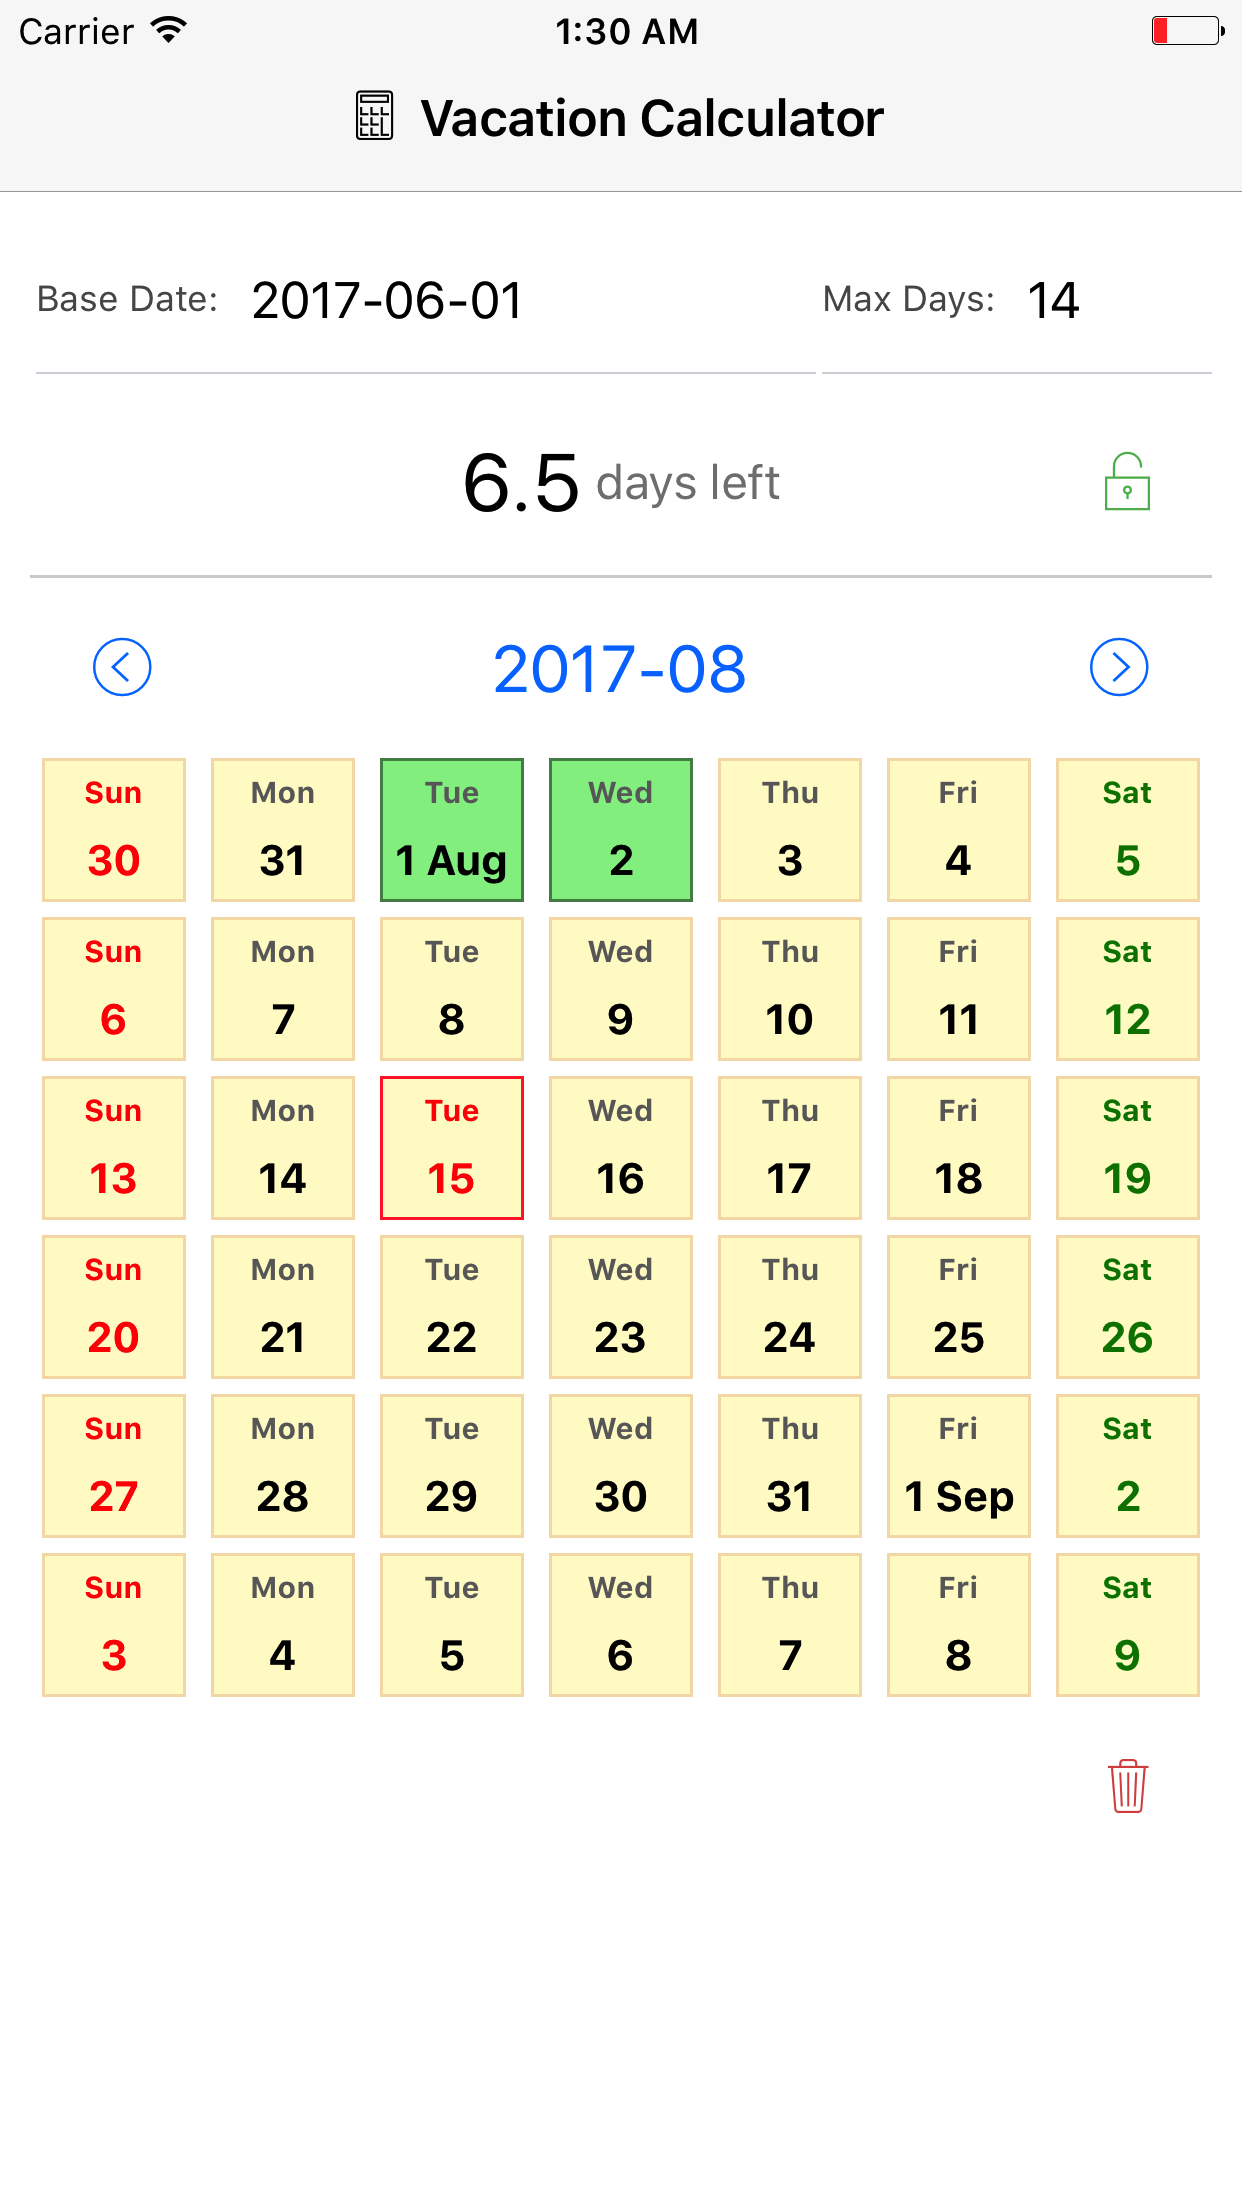 Carrier 1:30 AM
Vacation Calculator
Base Date: 2017-06-01 Max Days: 14
6.5 days left
2017-08
Sun Mon Tue Wed Thu Fri Sat
30 31 1 Aug 2 3 4 5
Sun Mon Tue Wed Thu Fri Sat
6 7 8 9 10 11 12
Sun Mon Tue Wed Thu Fri Sat
13 14 15 16 17 18 19
Sun Mon Tue Wed Thu Fri Sat
20 21 22 23 24 25 26
Sun Mon Tue Wed Thu Fri Sat
27 28 29 30 31 1 Sep 2
Sun Mon Tue Wed Thu Fri Sat
3 4 5 6 7 8 9